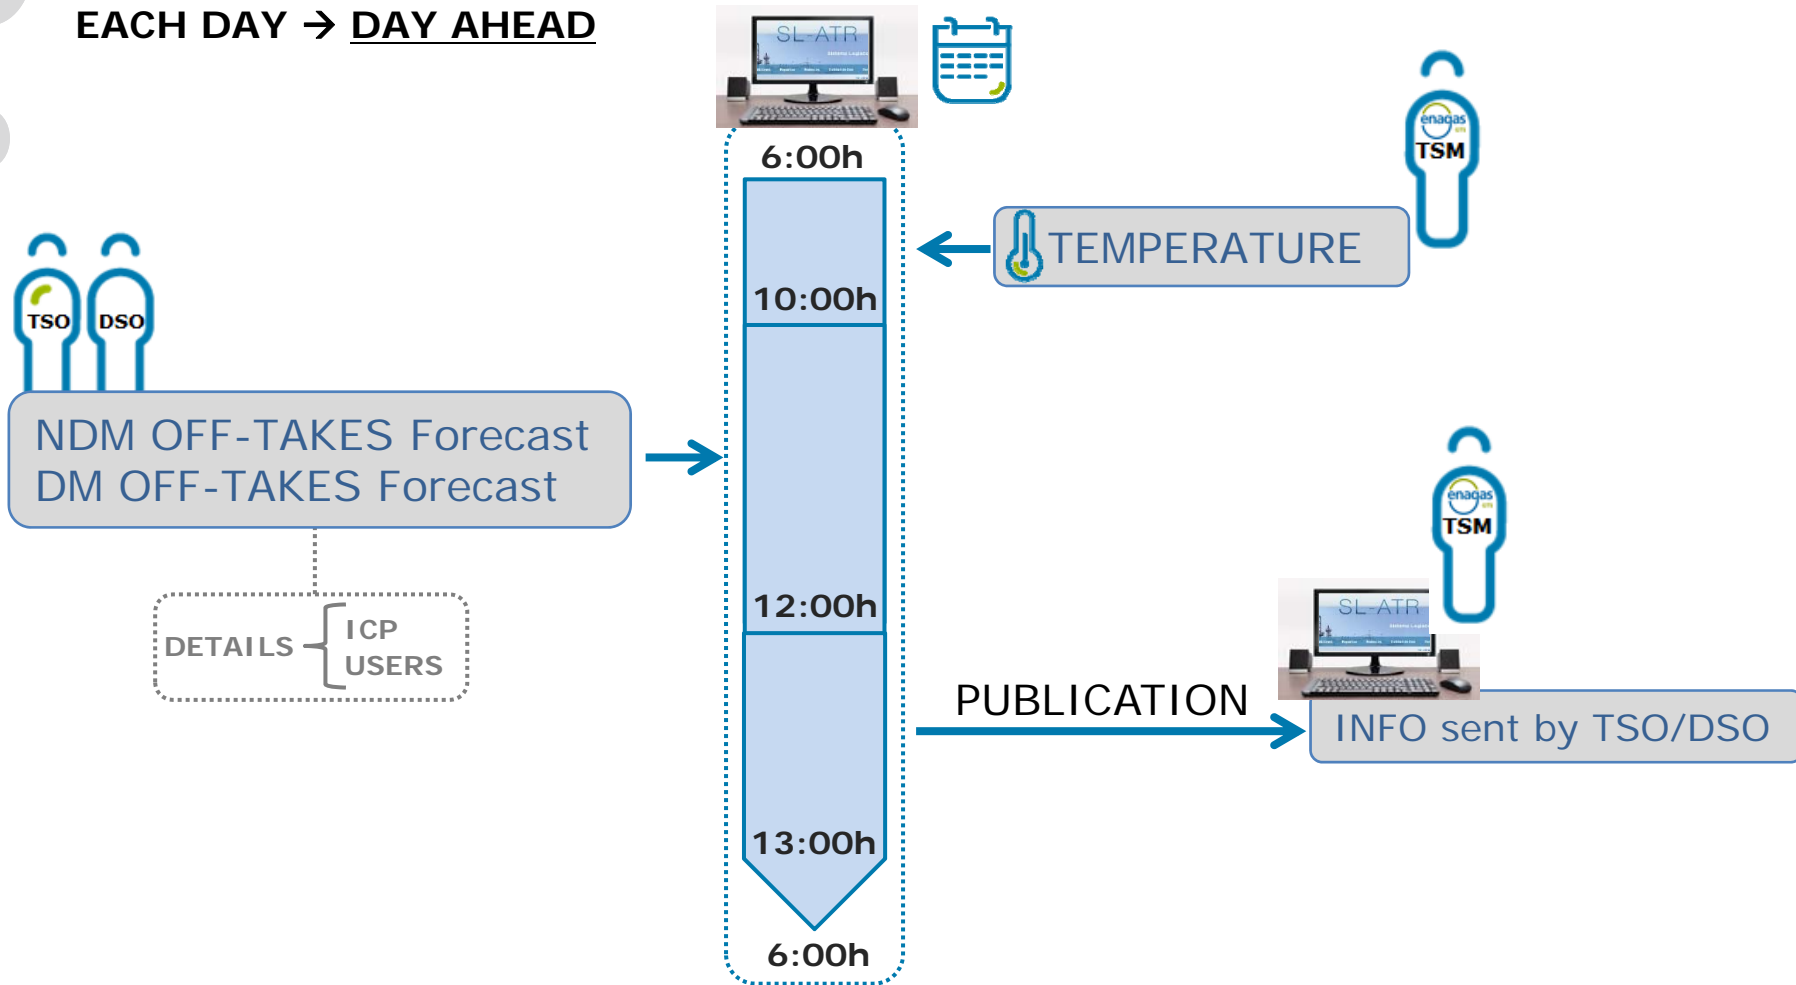 EACH DAY → DAY AHEAD
SL-ATR
6:00h
enagas
TSM
TEMPERATURE
10:00h
TSO
DSO
NDM OFF-TAKES Forecast
DM OFF-TAKES Forecast
12:00h
DETAILS
ICP
USERS
enagas
TSM
SL-ATR
PUBLICATION
INFO sent by TSO/DSO
13:00h
6:00h